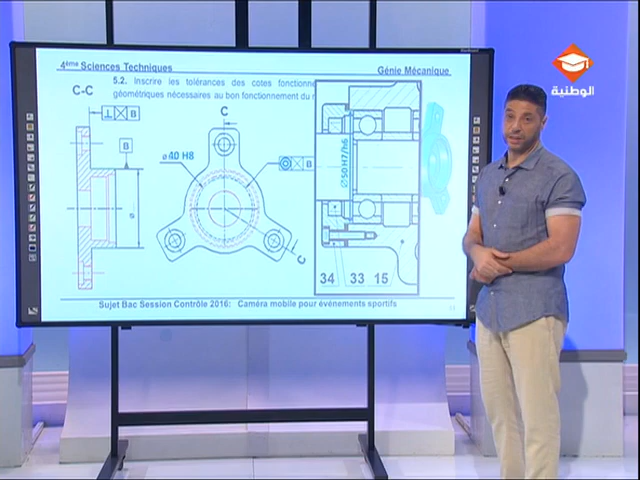 4ème Sciences Techniques
Génie Mécanique
5.2. Inscrire les tolérances des cotes fonctionne
géométriques nécessaires au bon fonctionnement du
C-C
⊥ B
B
ø
C
ø40 H8
B
C
Ø50 H7/h6
34 33 15
Sujet Bac Session Contrôle 2016: Caméra mobile pour événements sportifs
الوطنية